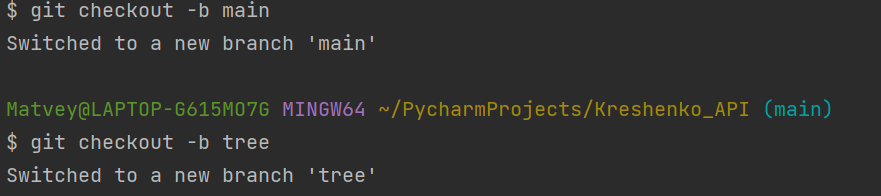 $ git checkout -b main
Switched to a new branch 'main'
Matvey@LAPTOP-G615MO7G MINGW64 ~/PycharmProjects/Kreshenko_API (main)
$ git checkout -b tree
Switched to a new branch 'tree'